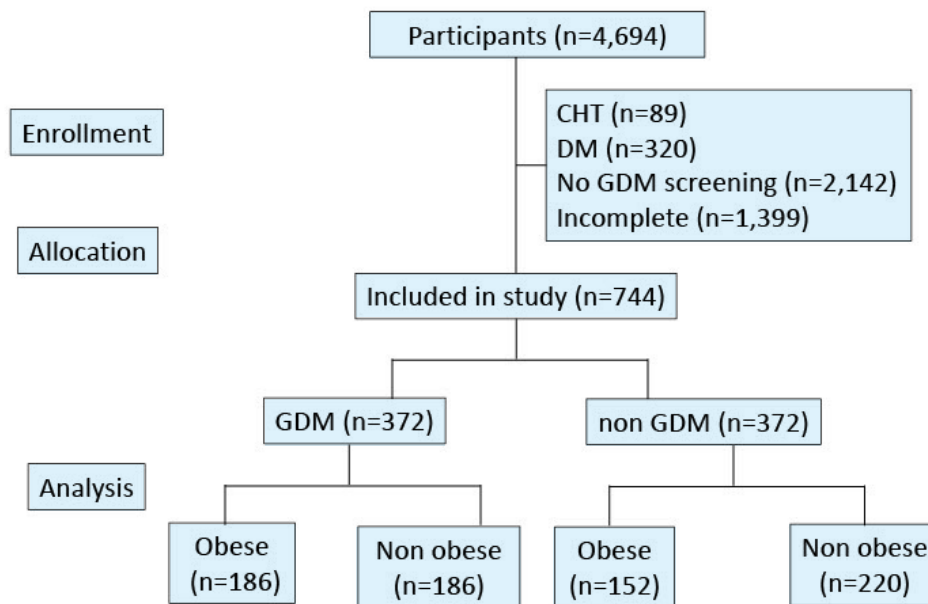 Participants (n=4,694)
Enrollment
CHT (n=89)
DM (n=320)
No GDM screening (n=2,142)
Incomplete (n=1,399)
Allocation
Included in study (n=744)
GDM (n=372)
non GDM (n=372)
Analysis
Obese
(n=186)
Non obese
(n=186)
Obese
(n=152)
Non obese
(n=220)